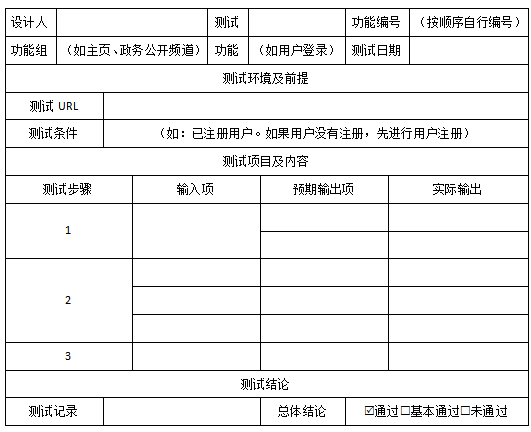 设计人 测试 功能编号 （按顺序自行编号）
功能组 （如主页、政务公开频道） 功能 （如用户登录） 测试日期
测试环境及前提
测试 URL
测试条件 （如：已注册用户。如果用户没有注册，先进行用户注册）
测试项目及内容
测试步骤 输入项 预期输出项 实际输出
1
2
3
测试结论
测试记录 总体结论 ☑通过☐基本通过☐未通过